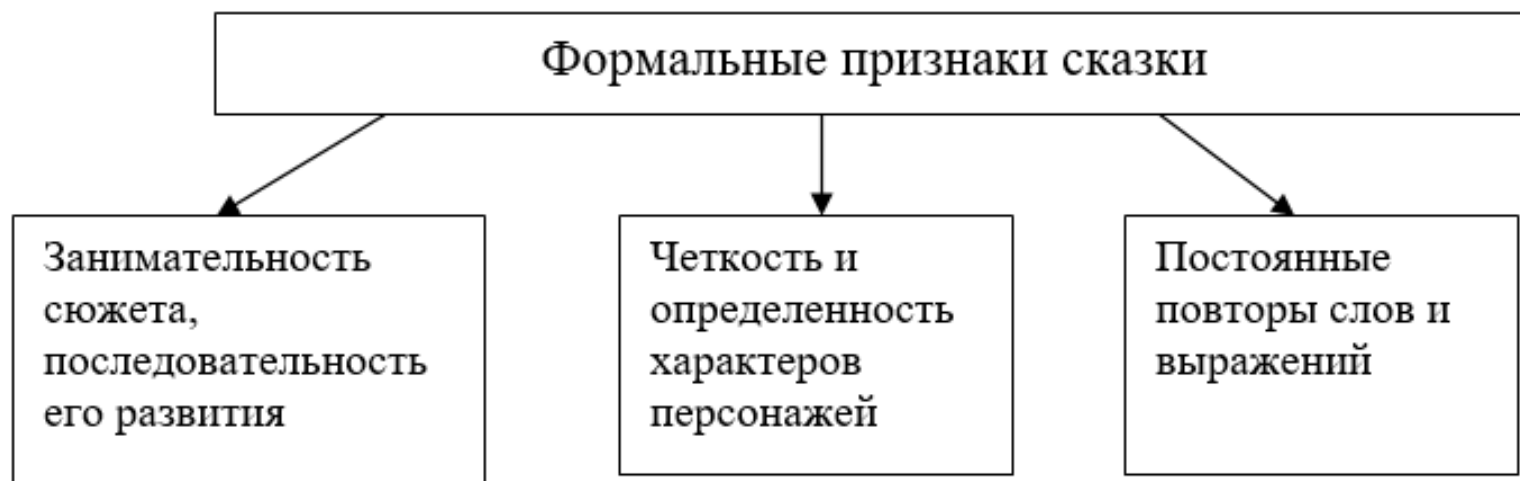 Формальные признаки сказки
Занимательность
сюжета,
последовательность
его развития
Четкость и
определенность
характеров
персонажей
Постоянные
повторы слов и
выражений